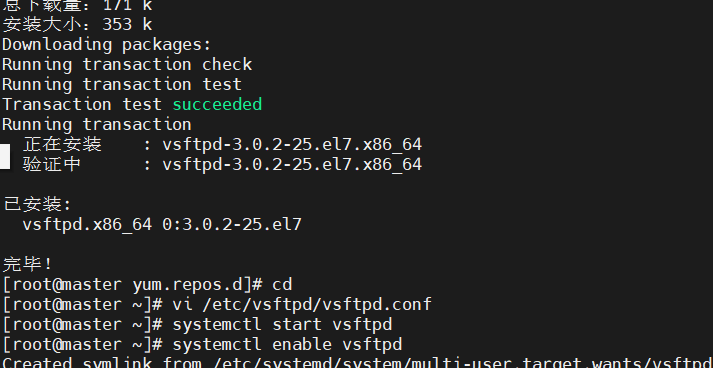 总下载量：171 k
安装大小：353 k
Downloading packages:
Running transaction check
Running transaction test
Transaction test succeeded
Running transaction
正在安装    : vsftpd-3.0.2-25.el7.x86_64
验证中      : vsftpd-3.0.2-25.el7.x86_64
已安装:
vsftpd.x86_64 0:3.0.2-25.el7
完毕！
[root@master yum.repos.d]# cd
[root@master ~]# vi /etc/vsftpd/vsftpd.conf
[root@master ~]# systemctl start vsftpd
[root@master ~]# systemctl enable vsftpd
Created symlink from /etc/systemd/system/multi-user.target.wants/vsftpd